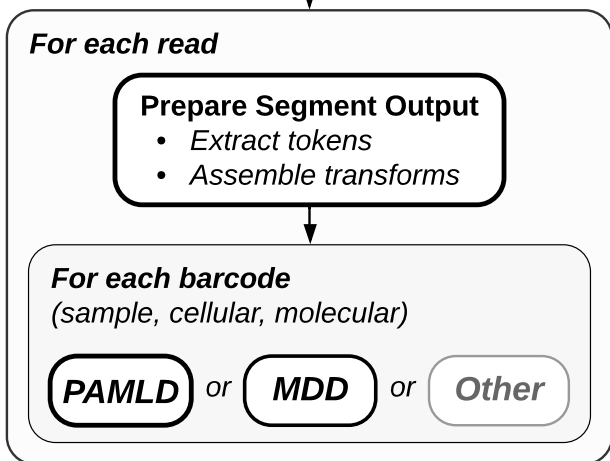 For each read
Prepare Segment Output
• Extract tokens
• Assemble transforms
For each barcode
(sample, cellular, molecular)
PAMLD or MDD or Other